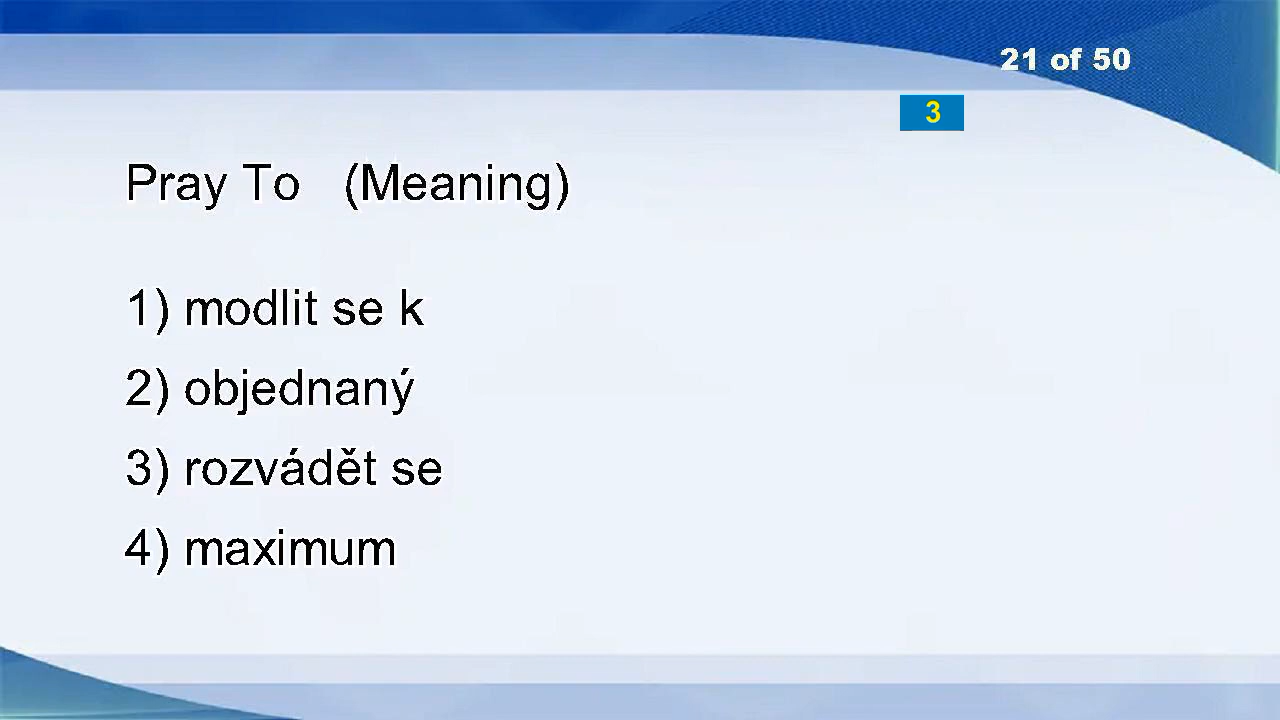 21 of 50
3
Pray To (Meaning)
1) modlit se k
2) objednaný
3) rozvádět se
4) maximum